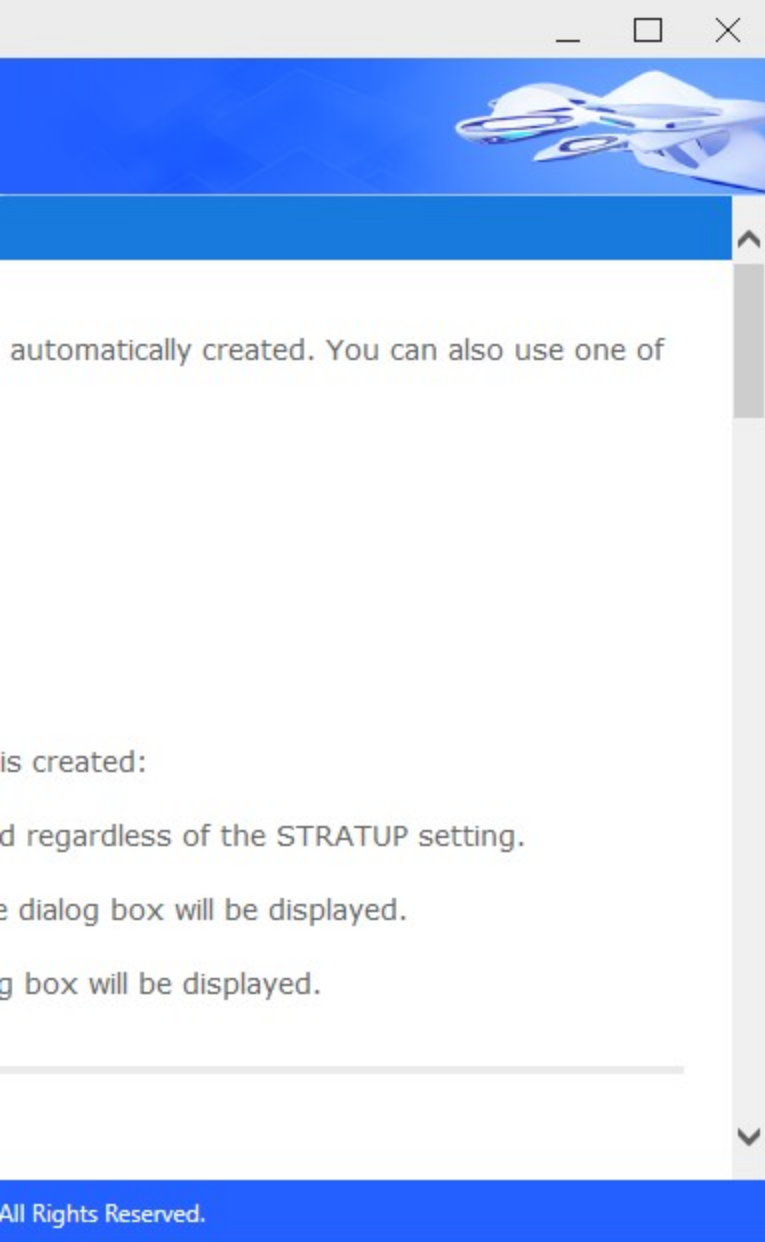 automatically created. You can also use one of
is created:
d regardless of the STRATUP setting.
e dialog box will be displayed.
g box will be displayed.
All Rights Reserved.